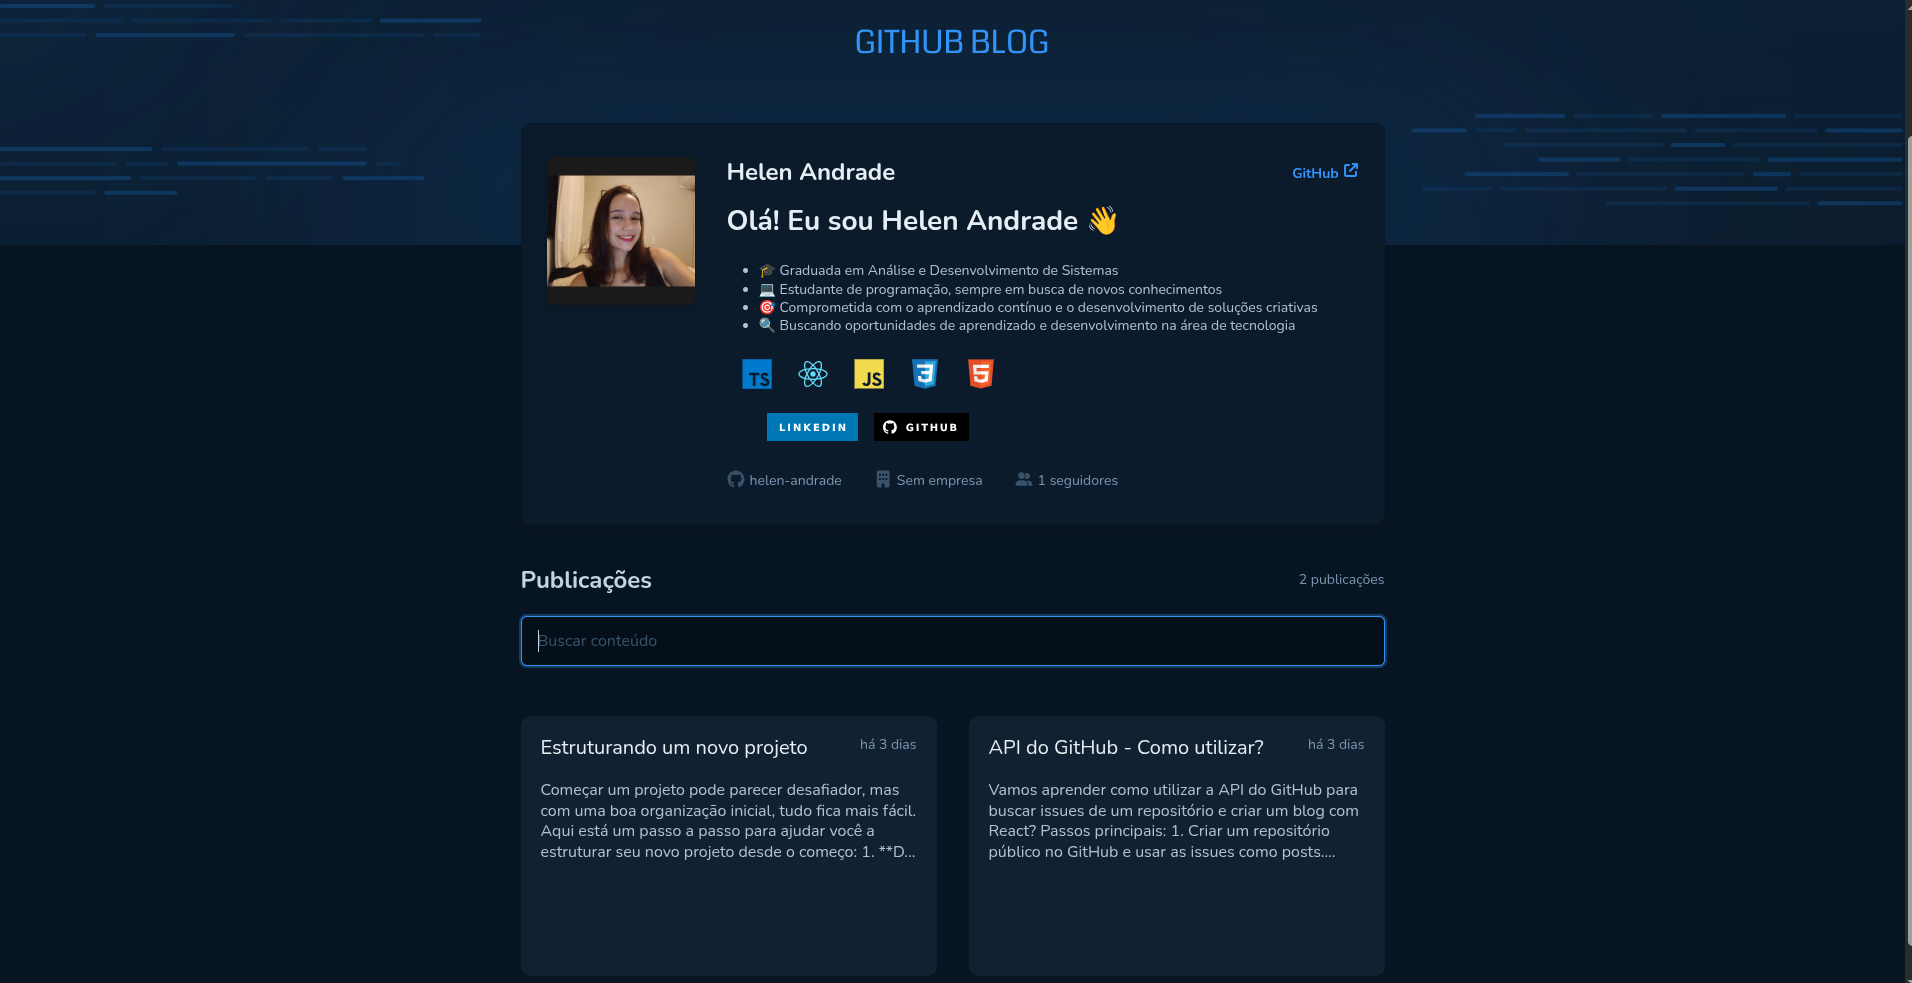 GITHUB BLOG
Helen Andrade
GitHub
Olá! Eu sou Helen Andrade 👋
🎓 Graduada em Análise e Desenvolvimento de Sistemas
💻 Estudante de programação, sempre em busca de novos conhecimentos
🎯 Comprometida com o aprendizado contínuo e o desenvolvimento de soluções criativas
🔍 Buscando oportunidades de aprendizado e desenvolvimento na área de tecnologia
TS JS 3 5
LINKEDIN GITHUB
helen-andrade Sem empresa 1 seguidores
Publicações 2 publicações
Buscar conteúdo
Estruturando um novo projeto há 3 dias
Começar um projeto pode parecer desafiador, mas
com uma boa organização inicial, tudo fica mais fácil.
Aqui está um passo a passo para ajudar você a
estruturar seu novo projeto desde o começo: 1. **D...
API do GitHub - Como utilizar? há 3 dias
Vamos aprender como utilizar a API do GitHub para
buscar issues de um repositório e criar um blog com
React? Passos principais: 1. Criar um repositório
público no GitHub e usar as issues como posts....